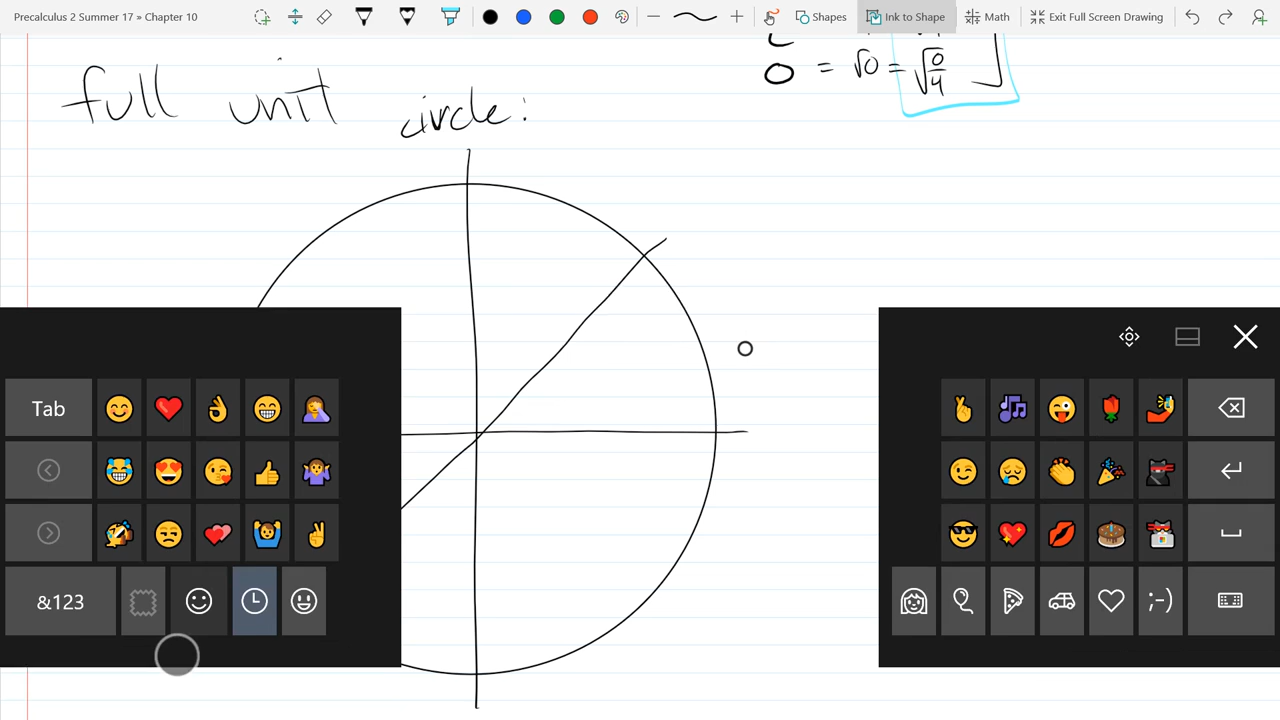 Precalculus 2 Summer 17 » Chapter 10
Shapes
Ink to Shape
Math
Exit Full Screen Drawing
0 = √0 = √0/4
full unit circle:
Tab
&123
;-)